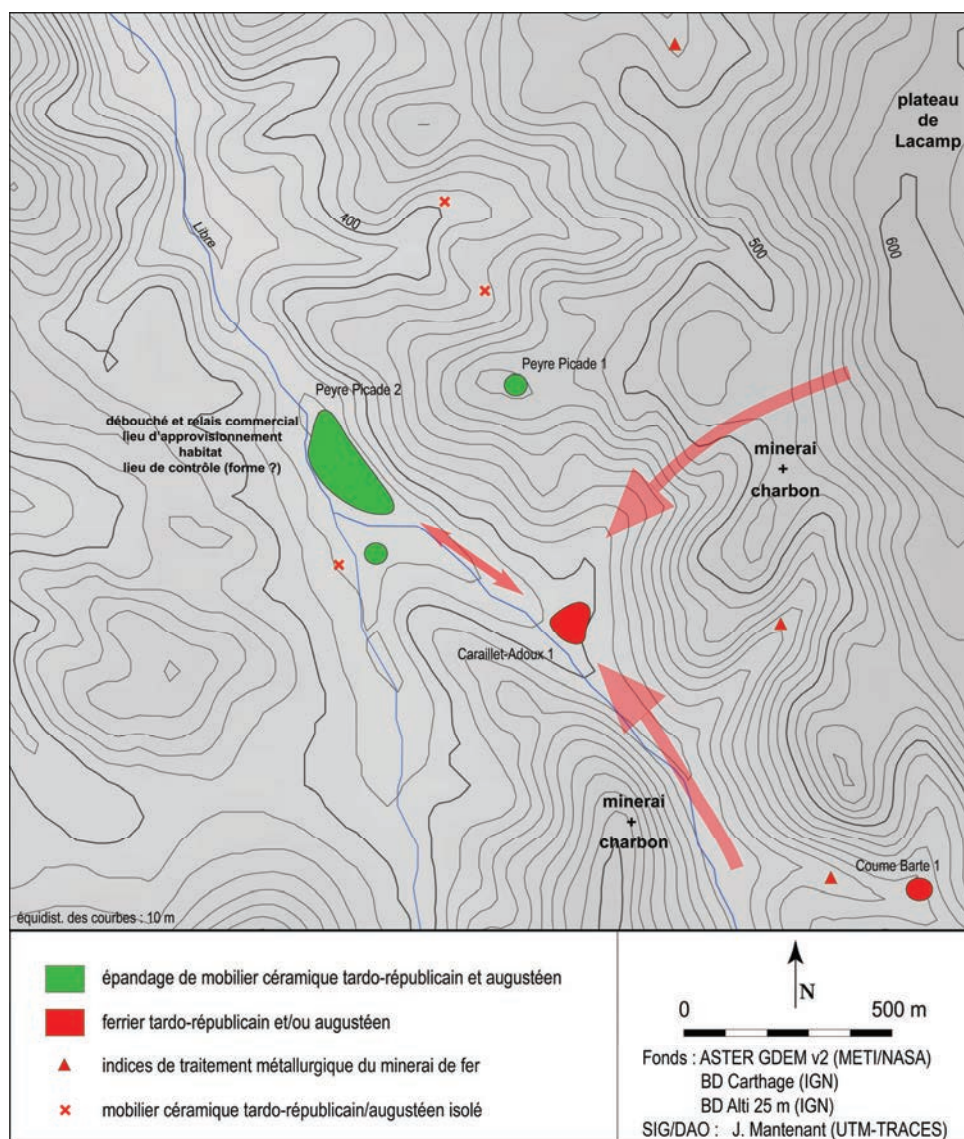 plateau
de
Lacamp
400
Libre
500
600
Peyre Picade 1
Peyre Picade 2
débouché et relais commercial
lieu d'approvisionnement
habitat
lieu de contrôle (forme ?)
minerai
+
charbon
Caraillet-Adoux 1
minerai
+
charbon
Coume Barte 1
équidist. des courbes : 10 m
épandage de mobilier céramique tardo-républicain et augustéen
ferrier tardo-républicain et/ou augustéen
indices de traitement métallurgique du minerai de fer
mobilier céramique tardo-républicain/augustéen isolé
N
0 500 m
Fonds : ASTER GDEM v2 (METI/NASA)
BD Carthage (IGN)
BD Alti 25 m (IGN)
SIG/DAO : J. Mantenant (UTM-TRACES)